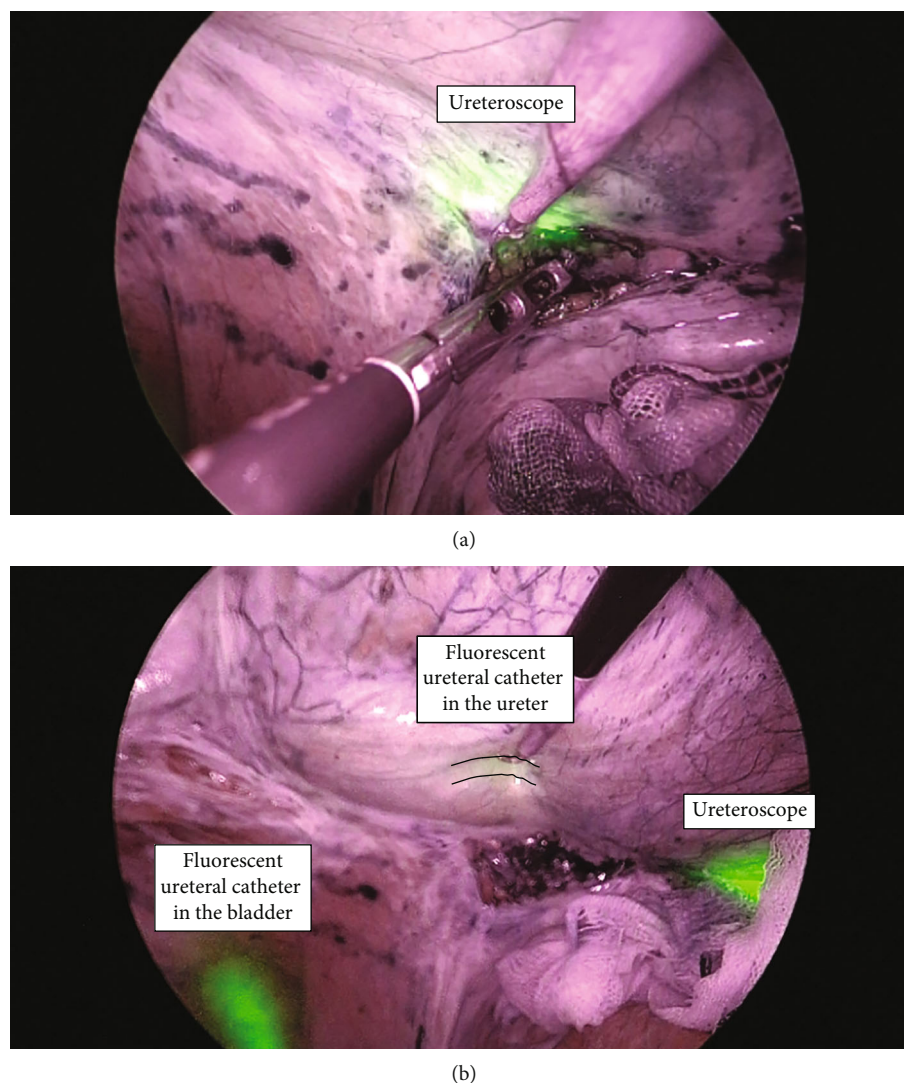 Ureteroscope
(a)
Fluorescent
ureteral catheter
in the ureter
Ureteroscope
Fluorescent
ureteral catheter
in the bladder
(b)